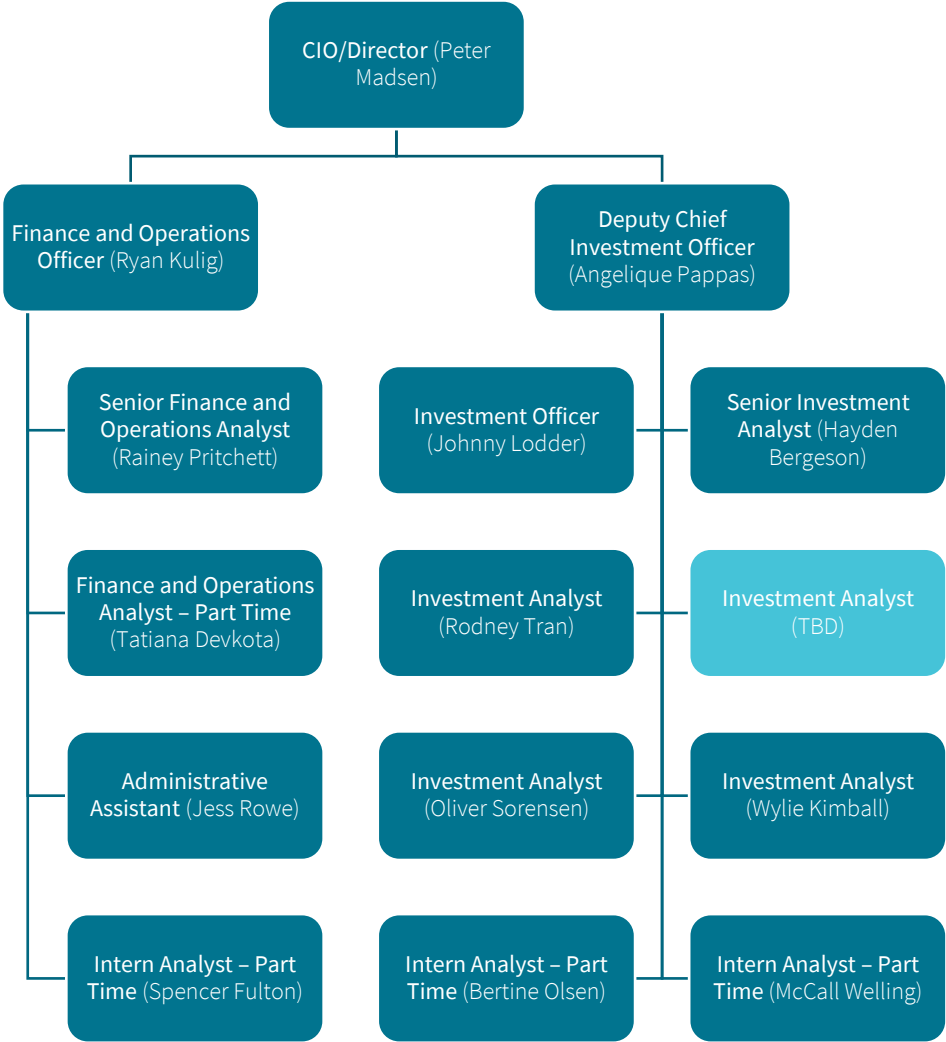 CIO/Director (Peter
Madsen)
Finance and Operations
Officer (Ryan Kulig)
Deputy Chief
Investment Officer
(Angelique Pappas)
Senior Finance and
Operations Analyst
(Rainey Pritchett)
Investment Officer
(Johnny Lodder)
Senior Investment
Analyst (Hayden
Bergeson)
Finance and Operations
Analyst – Part Time
(Tatiana Devkota)
Investment Analyst
(Rodney Tran)
Investment Analyst
(TBD)
Administrative
Assistant (Jess Rowe)
Investment Analyst
(Oliver Sorensen)
Investment Analyst
(Wylie Kimball)
Intern Analyst – Part
Time (Spencer Fulton)
Intern Analyst – Part
Time (Bertine Olsen)
Intern Analyst – Part
Time (McCall Welling)